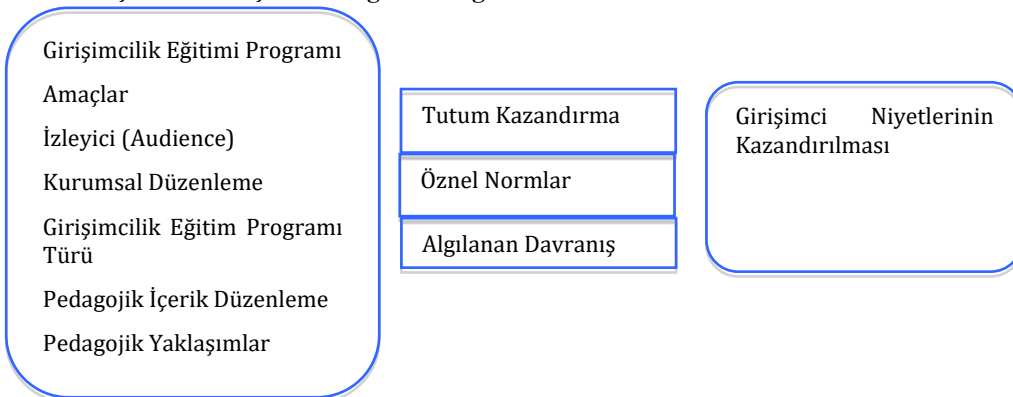 Girişimcilik Eğitimi Programı
Amaçlar
İzleyici (Audience)
Kurumsal Düzenleme
Girişimcilik Eğitim Programı
Türü
Pedagojik İçerik Düzenleme
Pedagojik Yaklaşımlar
Tutum Kazandırma
Öznel Normlar
Algılanan Davranış
Girişimci Niyetlerinin
Kazandırılması